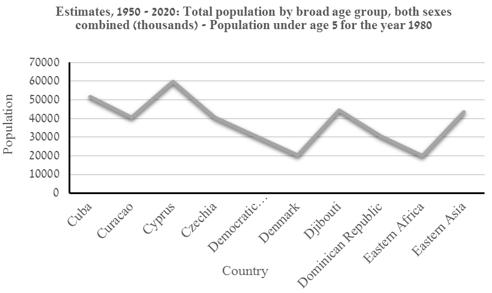 Estimates, 1950 - 2020: Total population by broad age group, both sexes
combined (thousands) - Population under age 5 for the year 1980
70000
60000
50000
40000
30000
20000
10000
0
Population
Cuba
Curacao
Cyprus
Czechia
Democratic...
Denmark
Djibouti
Dominican Republic
Eastern Africa
Eastern Asia
Country